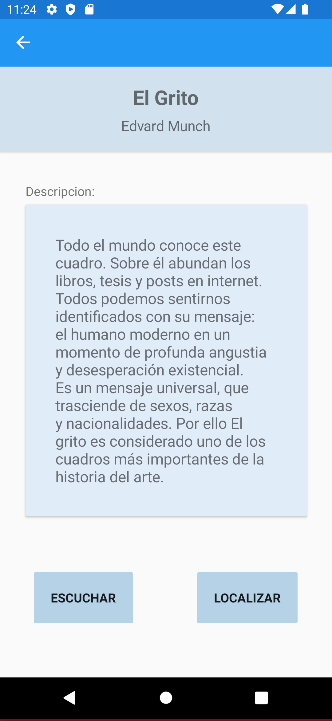 11:24
El Grito
Edvard Munch
Descripcion:
Todo el mundo conoce este
cuadro. Sobre él abundan los
libros, tesis y posts en internet.
Todos podemos sentirnos
identificados con su mensaje:
el humano moderno en un
momento de profunda angustia
y desesperación existencial.
Es un mensaje universal, que
trasciende de sexos, razas
y nacionalidades. Por ello El
grito es considerado uno de los
cuadros más importantes de la
historia del arte.
ESCUCHAR
LOCALIZAR